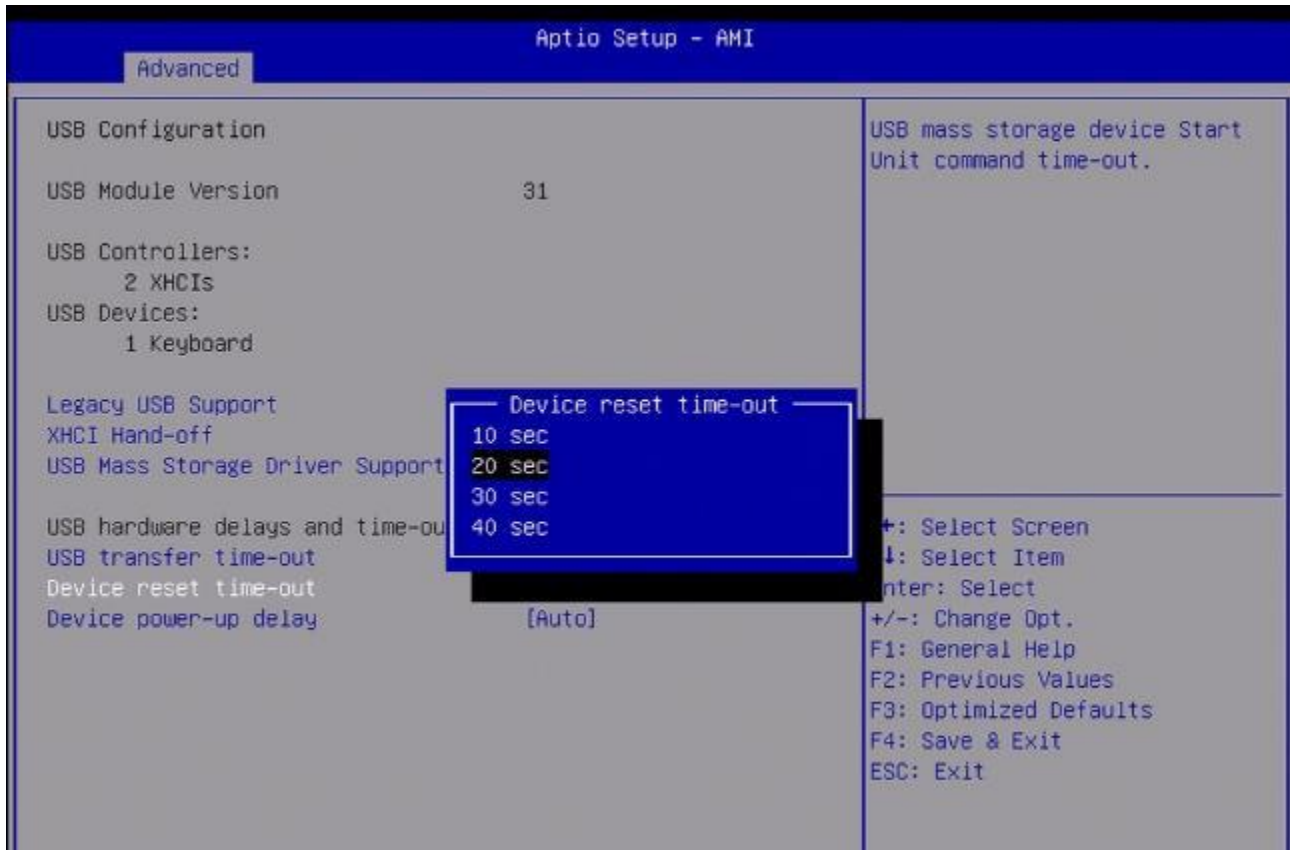 Aptio Setup – AMI
Advanced
USB Configuration
USB Module Version 31
USB Controllers:
2 XHCIs
USB Devices:
1 Keyboard
Legacy USB Support
XHCI Hand-off
USB Mass Storage Driver Support
USB hardware delays and time-ou
USB transfer time-out
Device reset time-out
Device power-up delay [Auto]
Device reset time-out
10 sec
20 sec
30 sec
40 sec
USB mass storage device Start
Unit command time-out.
: Select Screen
: Select Item
nter: Select
+/-: Change Opt.
F1: General Help
F2: Previous Values
F3: Optimized Defaults
F4: Save & Exit
ESC: Exit